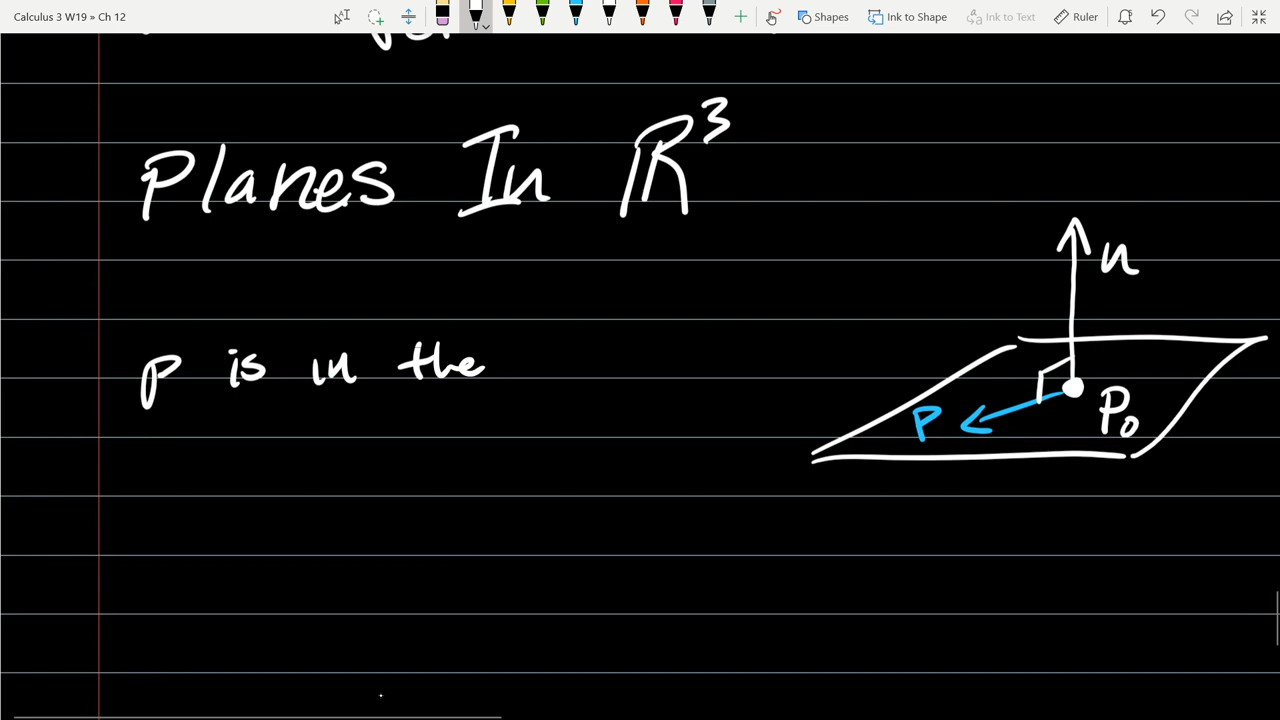 Calculus 3 W19 » Ch 12
Shapes
Ink to Shape
Ink to Text
Ruler
Planes In ℝ³
n
P is in the
P
P₀